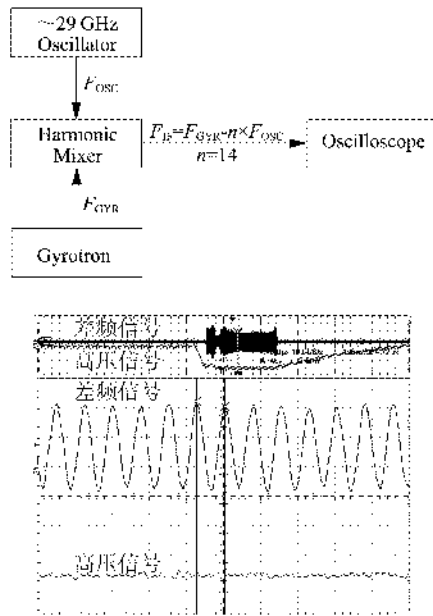 ~29 GHz
Oscillator
F_OSC
Harmonic
Mixer
F_IF=F_GYR-n×F_OSC
n=14
Oscilloscope
F_GYR
Gyrotron
差频信号
高压信号
差频信号
高压信号